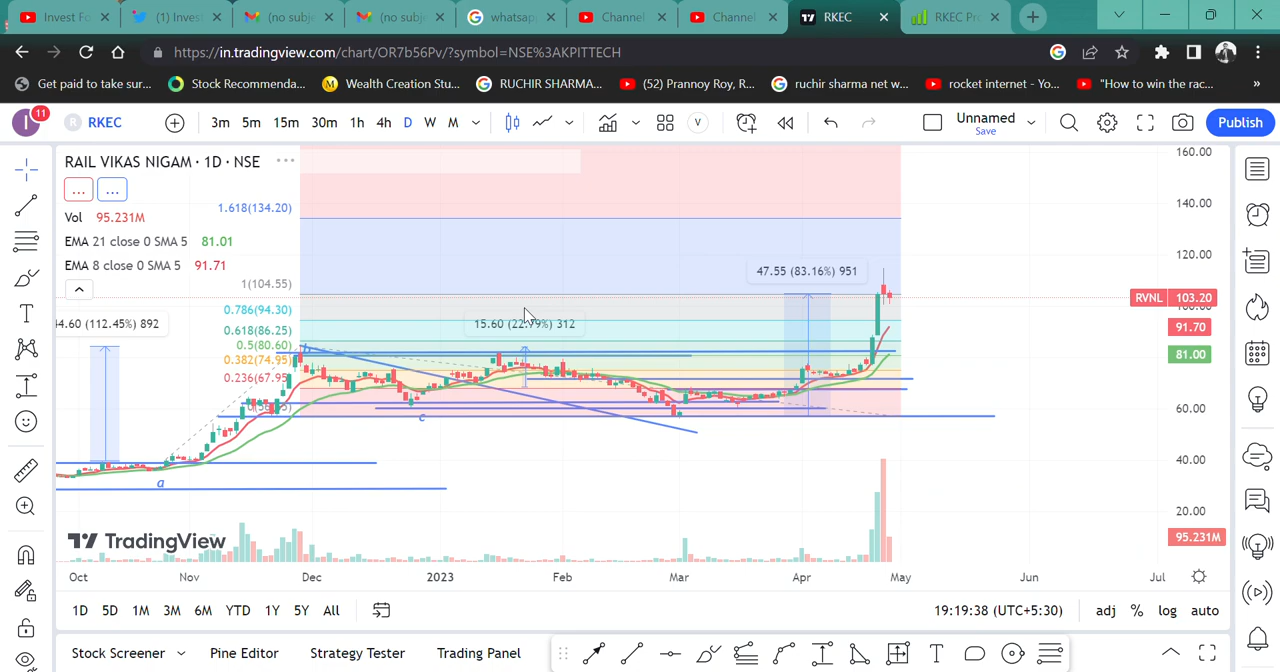 Invest Fo
(1) Invest
(no subje
(no subje
whatsap
Channel
Channel
RKEC
RKEC Pro
https://in.tradingview.com/chart/OR7b56Pv/?symbol=NSE%3AKPITTECH
Get paid to take sur...
Stock Recommenda...
Wealth Creation Stu...
RUCHIR SHARMA...
(52) Prannoy Roy, R...
ruchir sharma net w...
rocket internet - Yo...
"How to win the rac...
»
I
11
R
RKEC
3m
5m
15m
30m
1h
4h
D
W
M
V
Unnamed
Save
Publish
RAIL VIKAS NIGAM · 1D · NSE
Vol 95.231M
EMA 21 close 0 SMA 5 81.01
EMA 8 close 0 SMA 5 91.71
1.618(134.20)
1(104.55)
0.786(94.30)
0.618(86.25)
0.5(80.60)
0.382(74.95)
0.236(67.95)
44.60 (112.45%) 892
15.60 (22.79%) 312
47.55 (83.16%) 951
a
b
c
160.00
140.00
120.00
RVNL 103.20
91.70
81.00
60.00
40.00
20.00
95.231M
TradingView
Oct
Nov
Dec
2023
Feb
Mar
Apr
May
Jun
Jul
1D
5D
1M
3M
6M
YTD
1Y
5Y
All
19:19:38 (UTC+5:30)
adj
%
log
auto
Stock Screener
Pine Editor
Strategy Tester
Trading Panel